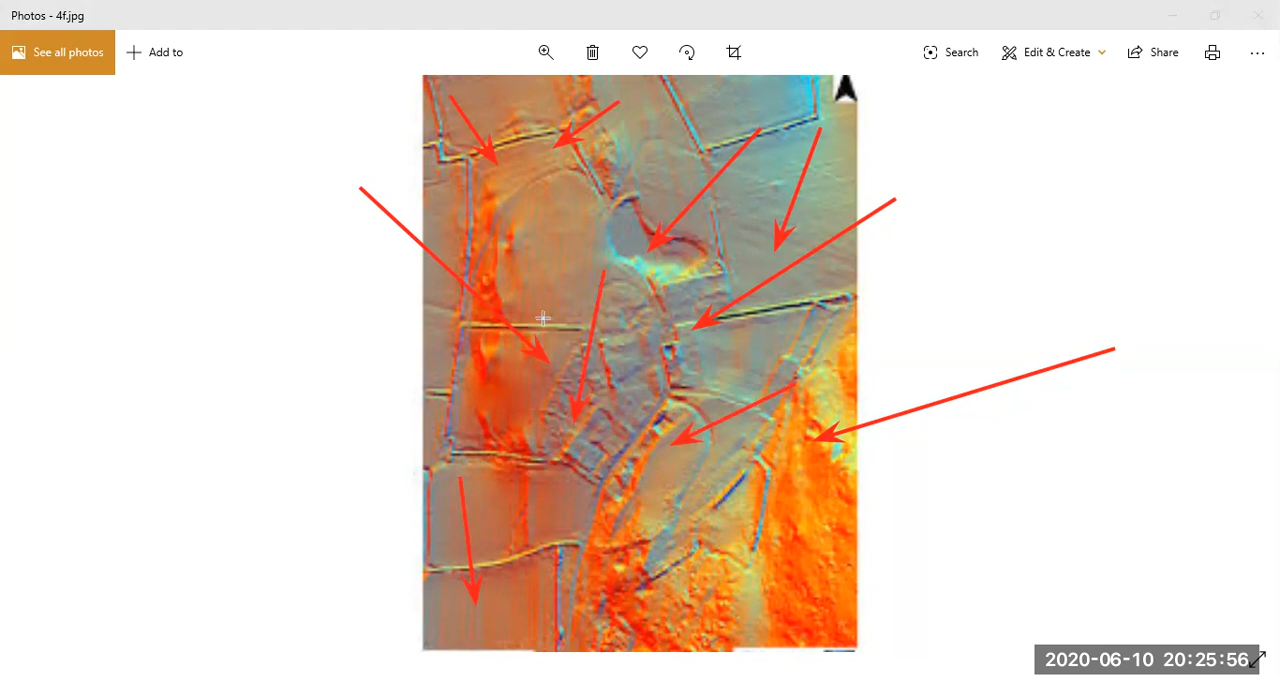 Photos - 4f.jpg
See all photos
Add to
Search
Edit & Create
Share
2020-06-10 20:25:56